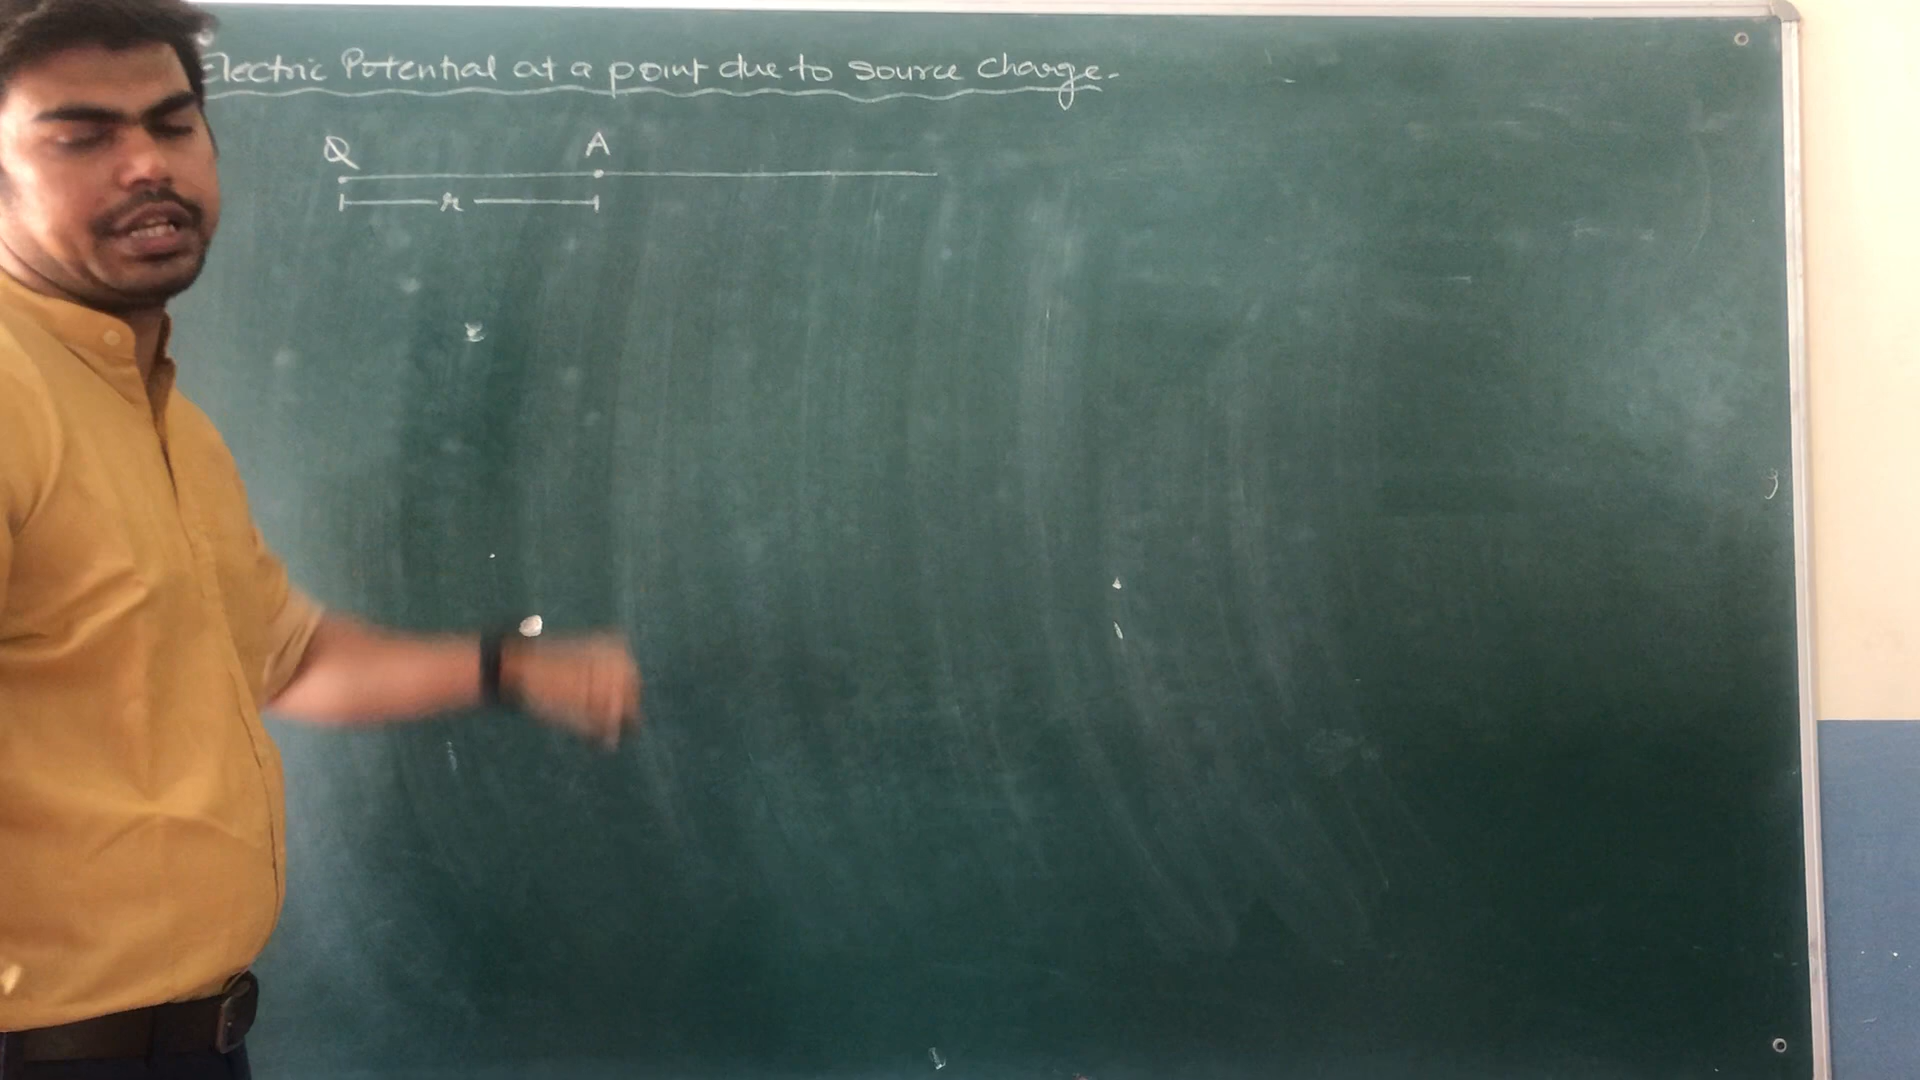 Electric Potential at a point due to source charge.
Q A
r